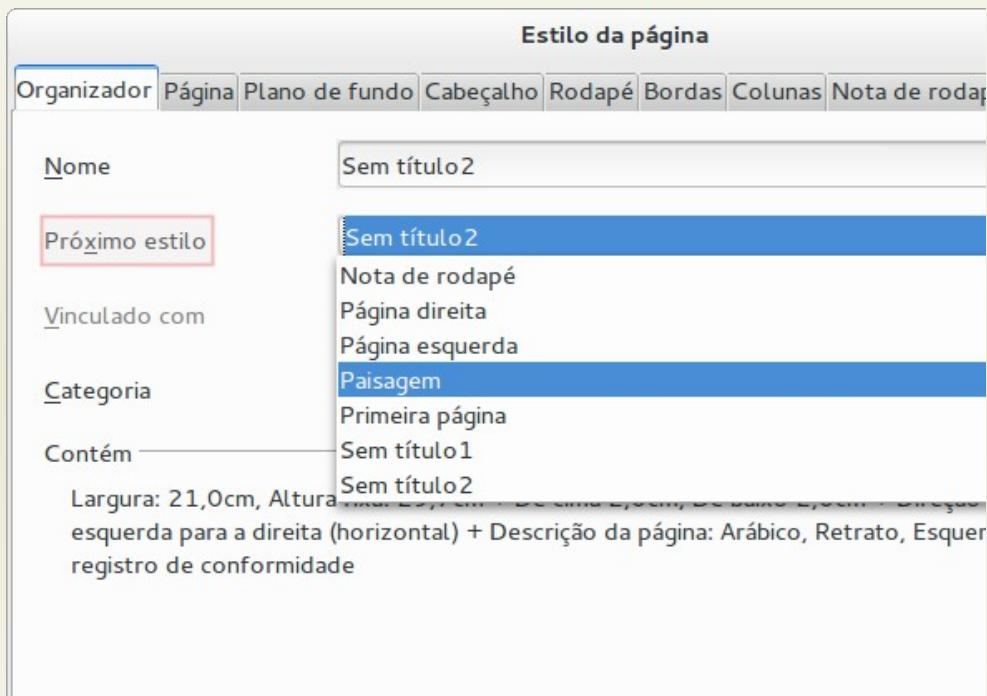 Estilo da página
Organizador Página Plano de fundo Cabeçalho Rodapé Bordas Colunas Nota de
Nome Sem título2
Próximo estilo Sem título2
Nota de rodapé
Página direita
Vinculado com
Página esquerda
Paisagem
Categoria
Primeira página
Contém
Sem título1
Sem título2
Largura: 21,0cm, Altura
esquerda para a direita (horizontal) + Descrição da página: Arábico, Retrato,
registro de conformidade